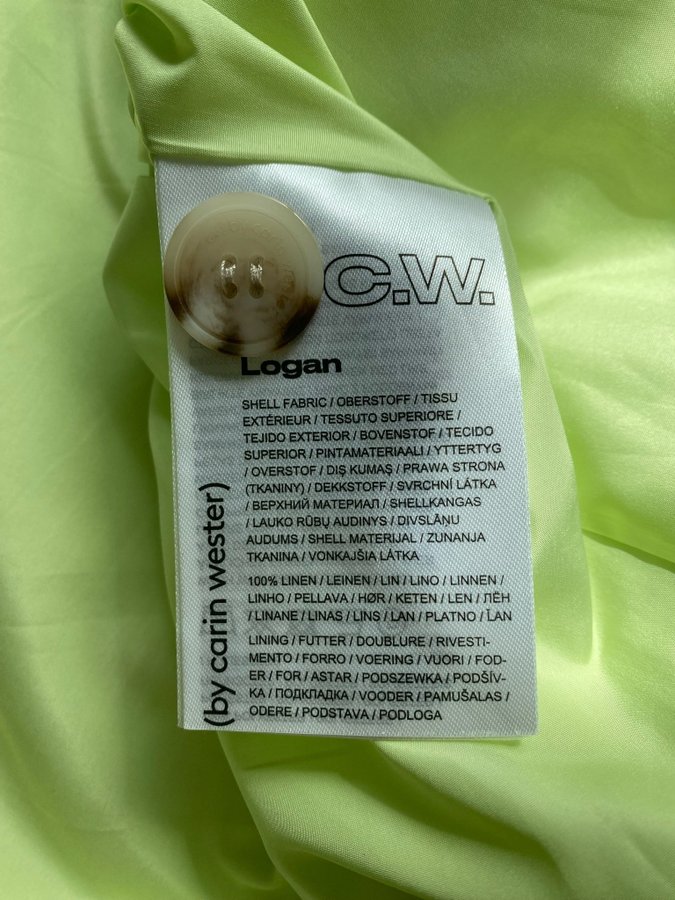 C.W.
Logan
SHELL FABRIC / OBERSTOFF / TISSU
EXTÉRIEUR / TESSUTO SUPERIORE /
TEJIDO EXTERIOR / BOVENSTOF / TECIDO
SUPERIOR / PINTAMATERIAALI / YTTERTYG
/ OVERSTOF / DIŞ KUMAŞ / PRAWA STRONA
(TKANINY) / DEKKSTOFF / SVRCHNÍ LÁTKA
/ ВЕРХНИЙ МАТЕРИАЛ / SHELLKANGAS
/ LAUKO RŪBŲ AUDINYS / DIVSLĀŅU
AUDUMS / SHELL MATERIJAL / ZUNANJA
TKANINA / VONKAJŠIA LÁTKA
100% LINEN / LEINEN / LIN / LINO / LINNEN /
LINHO / PELLAVA / HØR / KETEN / LEN / ЛЁН
/ LINANE / LINAS / LINS / LAN / PLATNO / ĽAN
LINING / FUTTER / DOUBLURE / RIVESTI-
MENTO / FORRO / VOERING / VUORI / FOD-
ER / FOR / ASTAR / PODSZEWKA / PODŠÍV-
KA / ПОДКЛАДКА / VOODER / PAMUŠALAS /
ODERE / PODSTAVA / PODLOGA
(by carin wester)